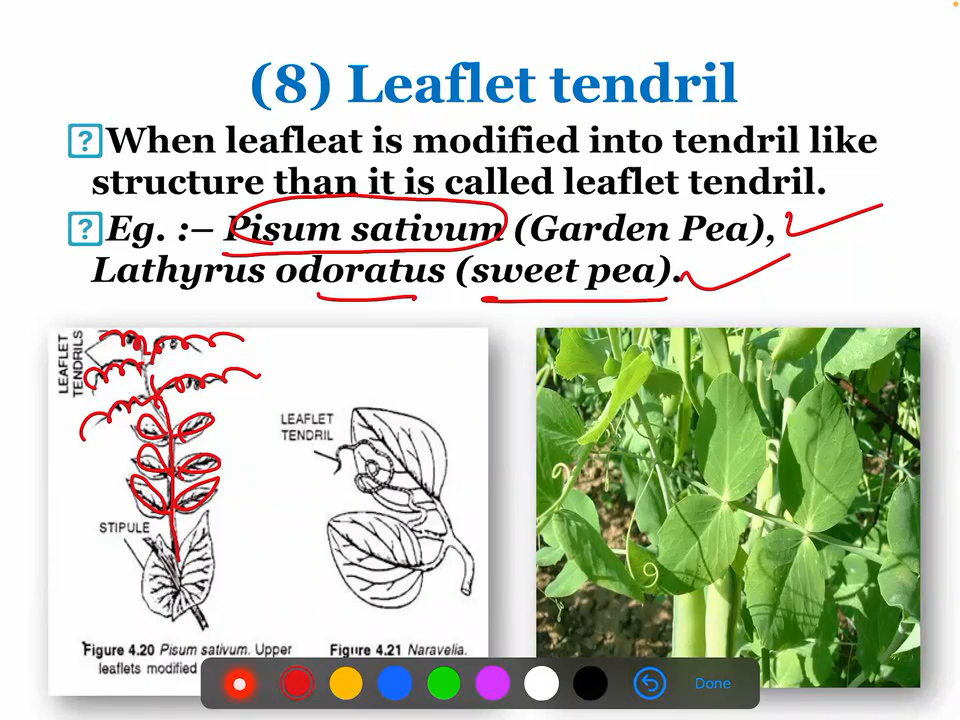 (8) Leaflet tendril
When leafleat is modified into tendril like
structure than it is called leaflet tendril.
Eg. :– Pisum sativum (Garden Pea),
Lathyrus odoratus (sweet pea).
LEAFLET
TENDRILS
LEAFLET
TENDRIL
STIPULE
Figure 4.20 Pisum sativum. Upper
leaflets modified
Figure 4.21 Naravelia.
Done